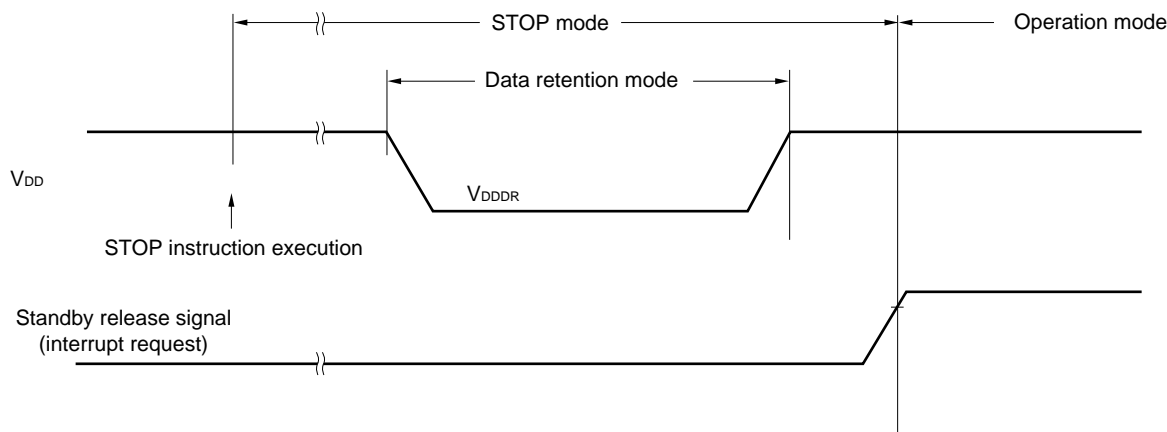 STOP mode
Operation mode
Data retention mode
VDD
VDDDR
STOP instruction execution
Standby release signal
(interrupt request)